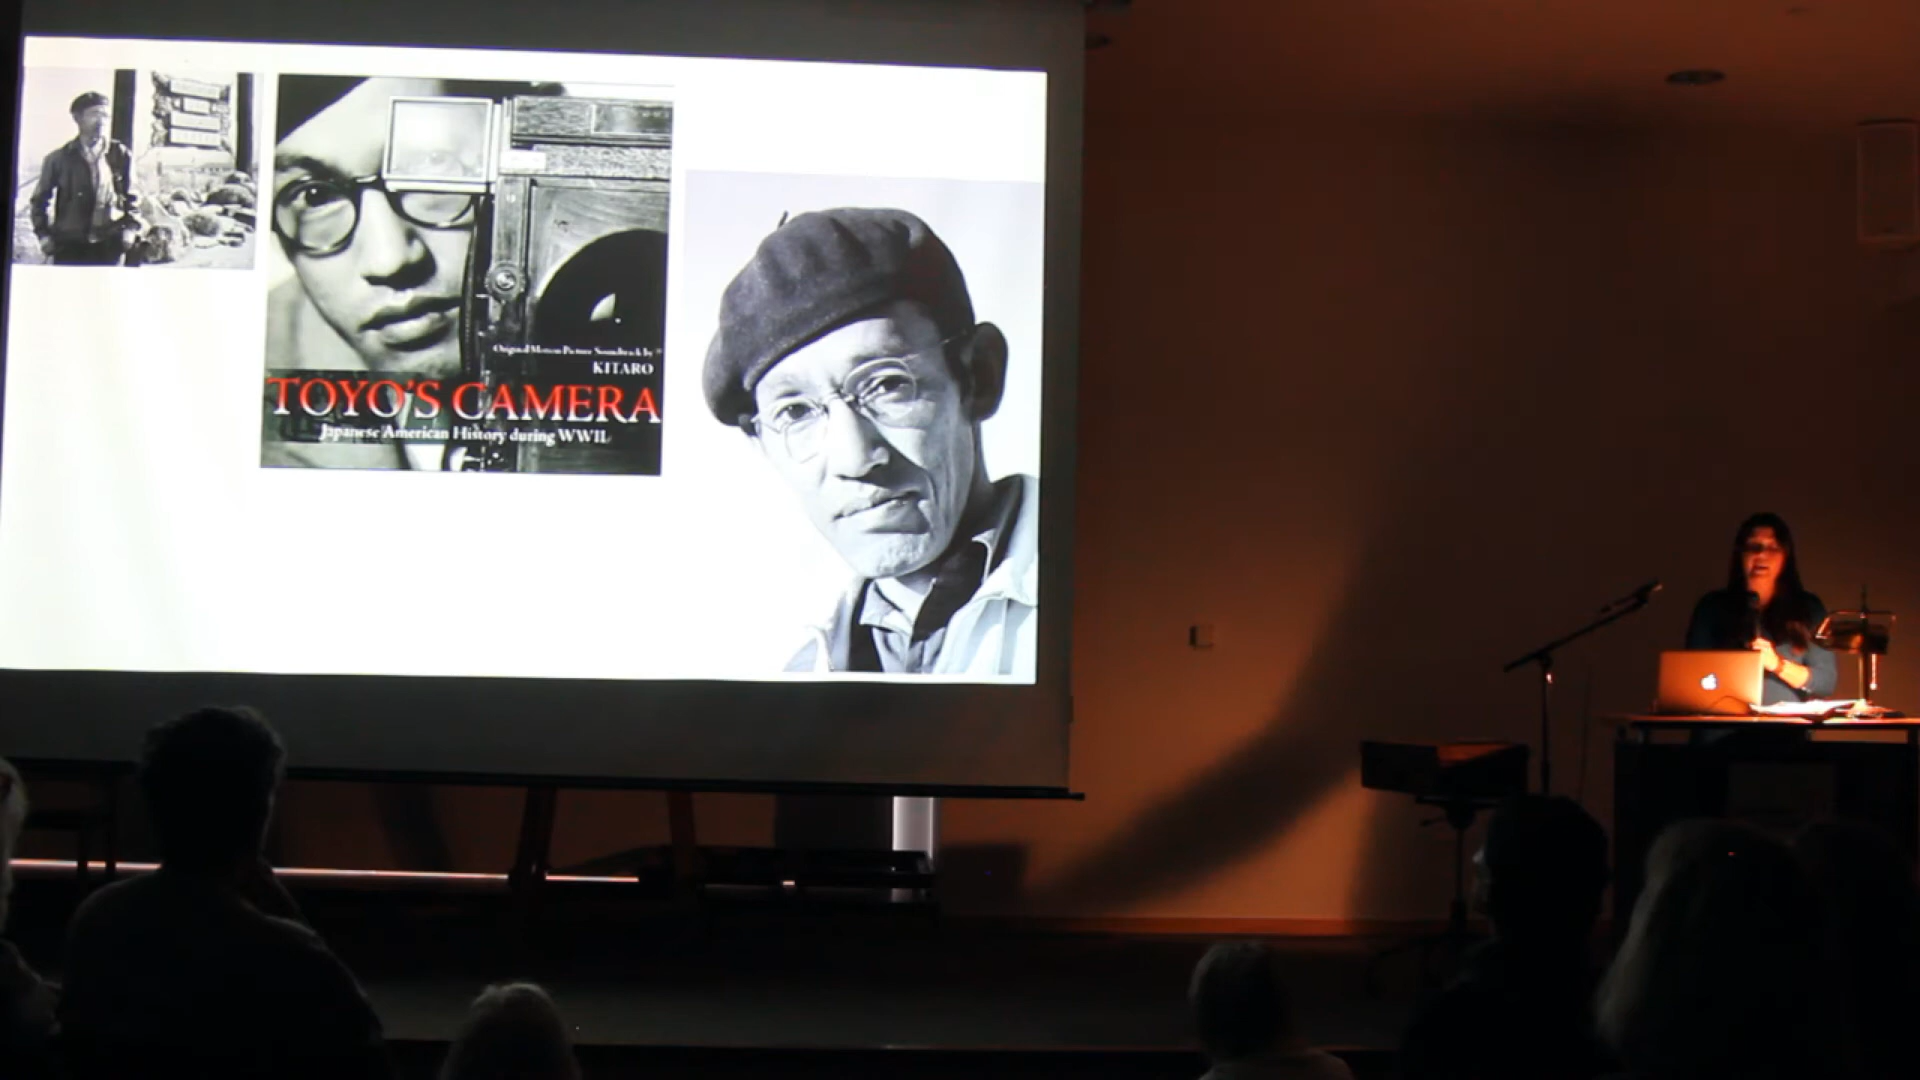 Original Motion Picture Soundtrack by
KITARO
TOYO'S CAMERA
Japanese American History during WWII